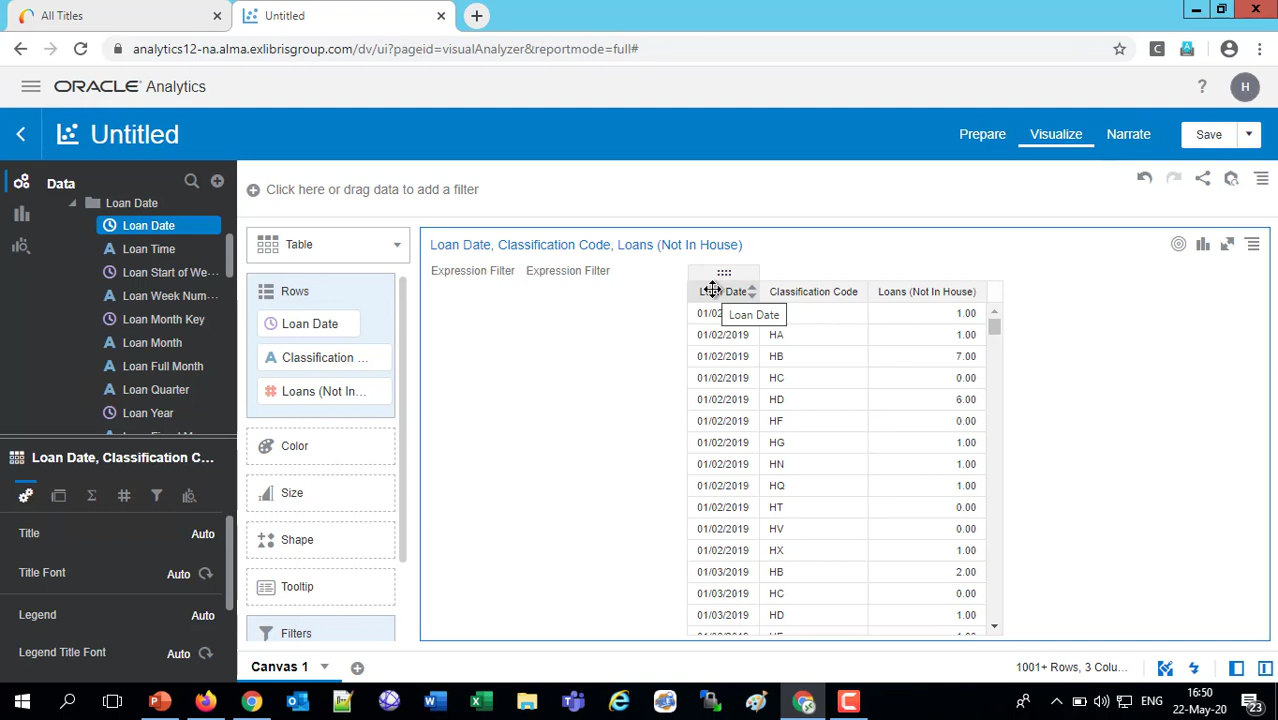 All Titles
Untitled
analytics12-na.alma.exlibrisgroup.com/dv/ui?pageid=visualAnalyzer&reportmode=full#
C
ORACLE Analytics
?
H
Untitled
Prepare
Visualize
Narrate
Save
Data
Click here or drag data to add a filter
Loan Date
Loan Date
Loan Time
Loan Start of We...
Loan Week Num...
Loan Month Key
Loan Month
Loan Full Month
Loan Quarter
Loan Year
Table
Rows
Loan Date
Classification ...
Loans (Not In...
Color
Size
Shape
Tooltip
Filters
Loan Date, Classification Code, Loans (Not In House)
Expression Filter Expression Filter
Date Classification Code Loans (Not In House)
Loan Date
01/02 1.00
01/02/2019 HA 1.00
01/02/2019 HB 7.00
01/02/2019 HC 0.00
01/02/2019 HD 6.00
01/02/2019 HF 0.00
01/02/2019 HG 1.00
01/02/2019 HN 1.00
01/02/2019 HQ 1.00
01/02/2019 HT 0.00
01/02/2019 HV 0.00
01/02/2019 HX 1.00
01/03/2019 HB 2.00
01/03/2019 HC 0.00
01/03/2019 HD 1.00
Loan Date, Classification C...
Title Auto
Title Font Auto
Legend Auto
Legend Title Font Auto
Canvas 1
1001+ Rows, 3 Colu...
ENG
16:50
22-May-20
23